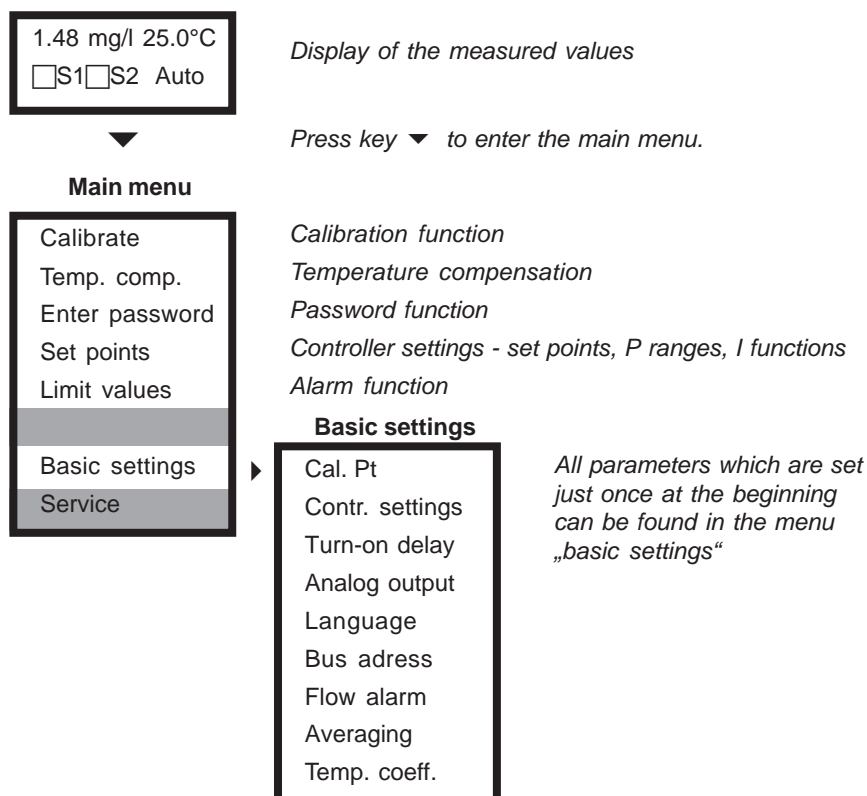 1.48 mg/l 25.0°C
Display of the measured values
☐S1☐S2 Auto
Press key ▼ to enter the main menu.
Main menu
Calibrate
Calibration function
Temp. comp.
Temperature compensation
Enter password
Password function
Set points
Controller settings - set points, P ranges, I functions
Limit values
Alarm function
Basic settings
Basic settings
Service
Cal. Pt
Contr. settings
Turn-on delay
Analog output
Language
Bus adress
Flow alarm
Averaging
Temp. coeff.
All parameters which are set
just once at the beginning
can be found in the menu
„basic settings“